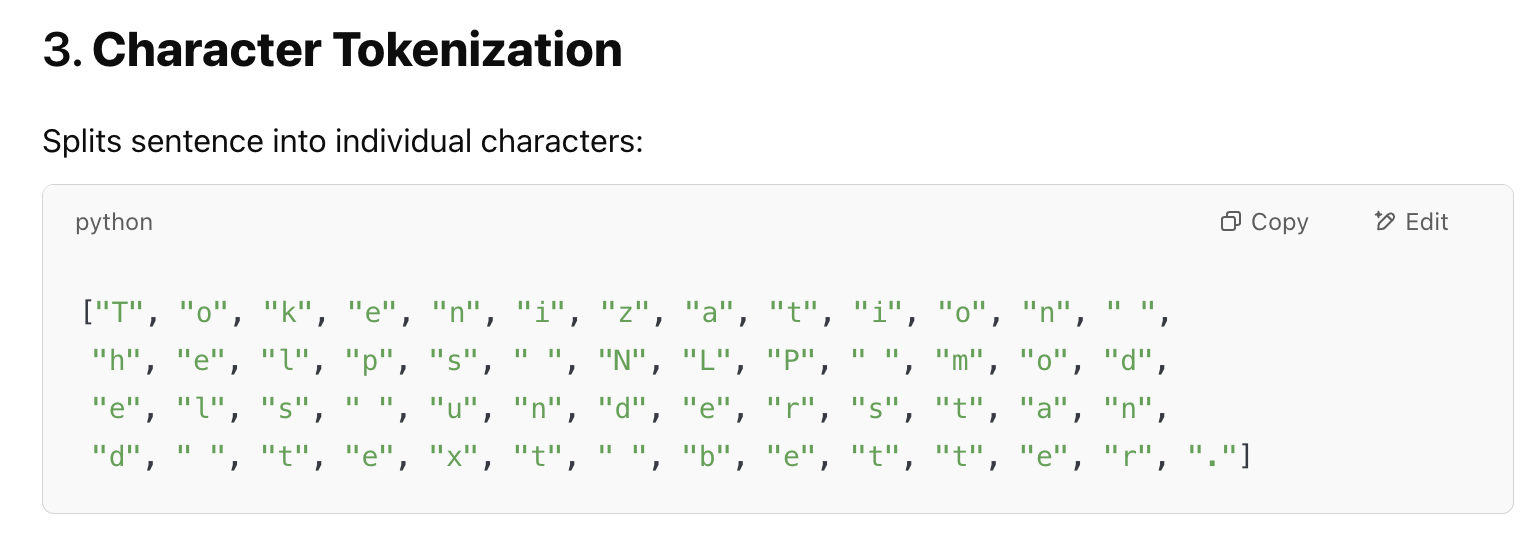 3. Character Tokenization
Splits sentence into individual characters:
python
Copy
Edit
["T", "o", "k", "e", "n", "i", "z", "a", "t", "i", "o", "n", " ",
"h", "e", "l", "p", "s", " ", "N", "L", "P", " ", "m", "o", "d",
"e", "l", "s", " ", "u", "n", "d", "e", "r", "s", "t", "a", "n",
"d", " ", "t", "e", "x", "t", " ", "b", "e", "t", "t", "e", "r", "."]